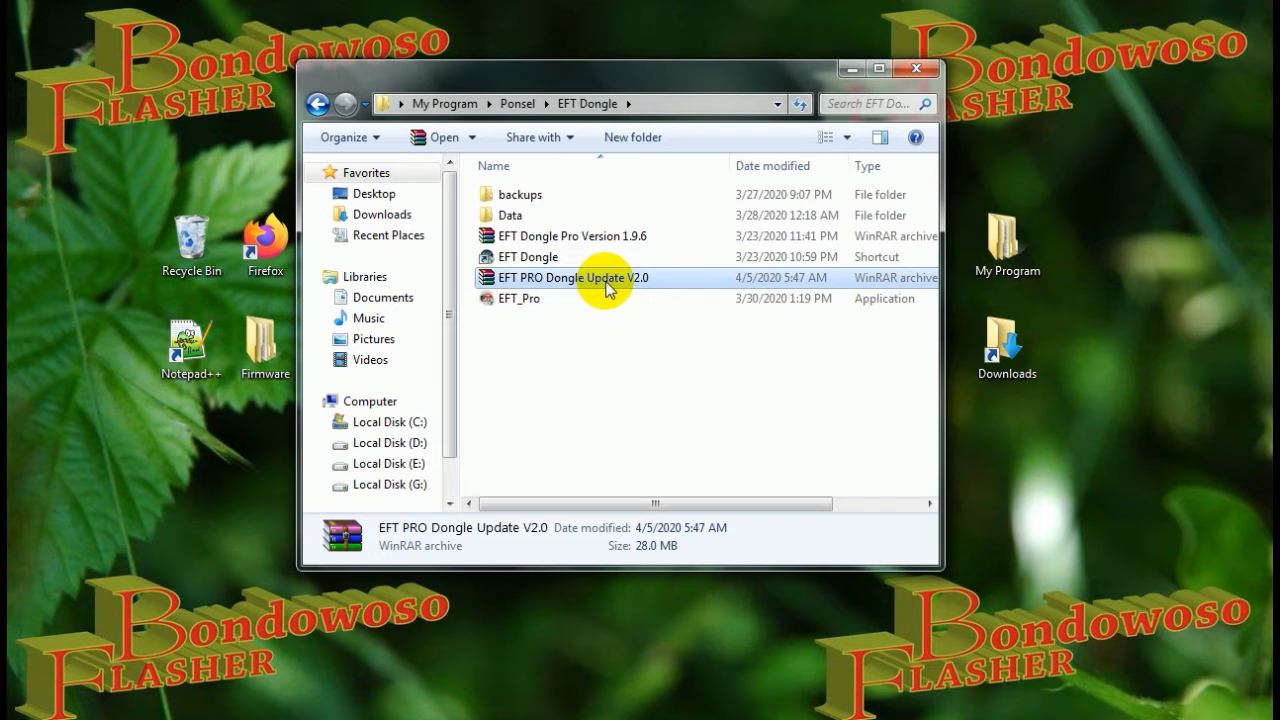 Bondowoso
FLASHER
Bondowoso
FLASHER
My Program
Ponsel
EFT Dongle
Search EFT Do...
Organize
Open
Share with
New folder
Favorites
Desktop
Downloads
Recent Places
Libraries
Documents
Music
Pictures
Videos
Computer
Local Disk (C:)
Local Disk (D:)
Local Disk (E:)
Local Disk (G:)
Name Date modified Type
backups 3/27/2020 9:07 PM File folder
Data 3/28/2020 12:18 AM File folder
EFT Dongle Pro Version 1.9.6 3/23/2020 11:41 PM WinRAR archive
EFT Dongle 3/23/2020 10:59 PM Shortcut
EFT PRO Dongle Update V2.0 4/5/2020 5:47 AM WinRAR archive
EFT_Pro 3/30/2020 1:19 PM Application
EFT PRO Dongle Update V2.0 Date modified: 4/5/2020 5:47 AM
WinRAR archive Size: 28.0 MB
Recycle Bin
Firefox
Notepad++
Firmware
My Program
Downloads
Bondowoso
FLASHER
Bondowoso
FLASHER